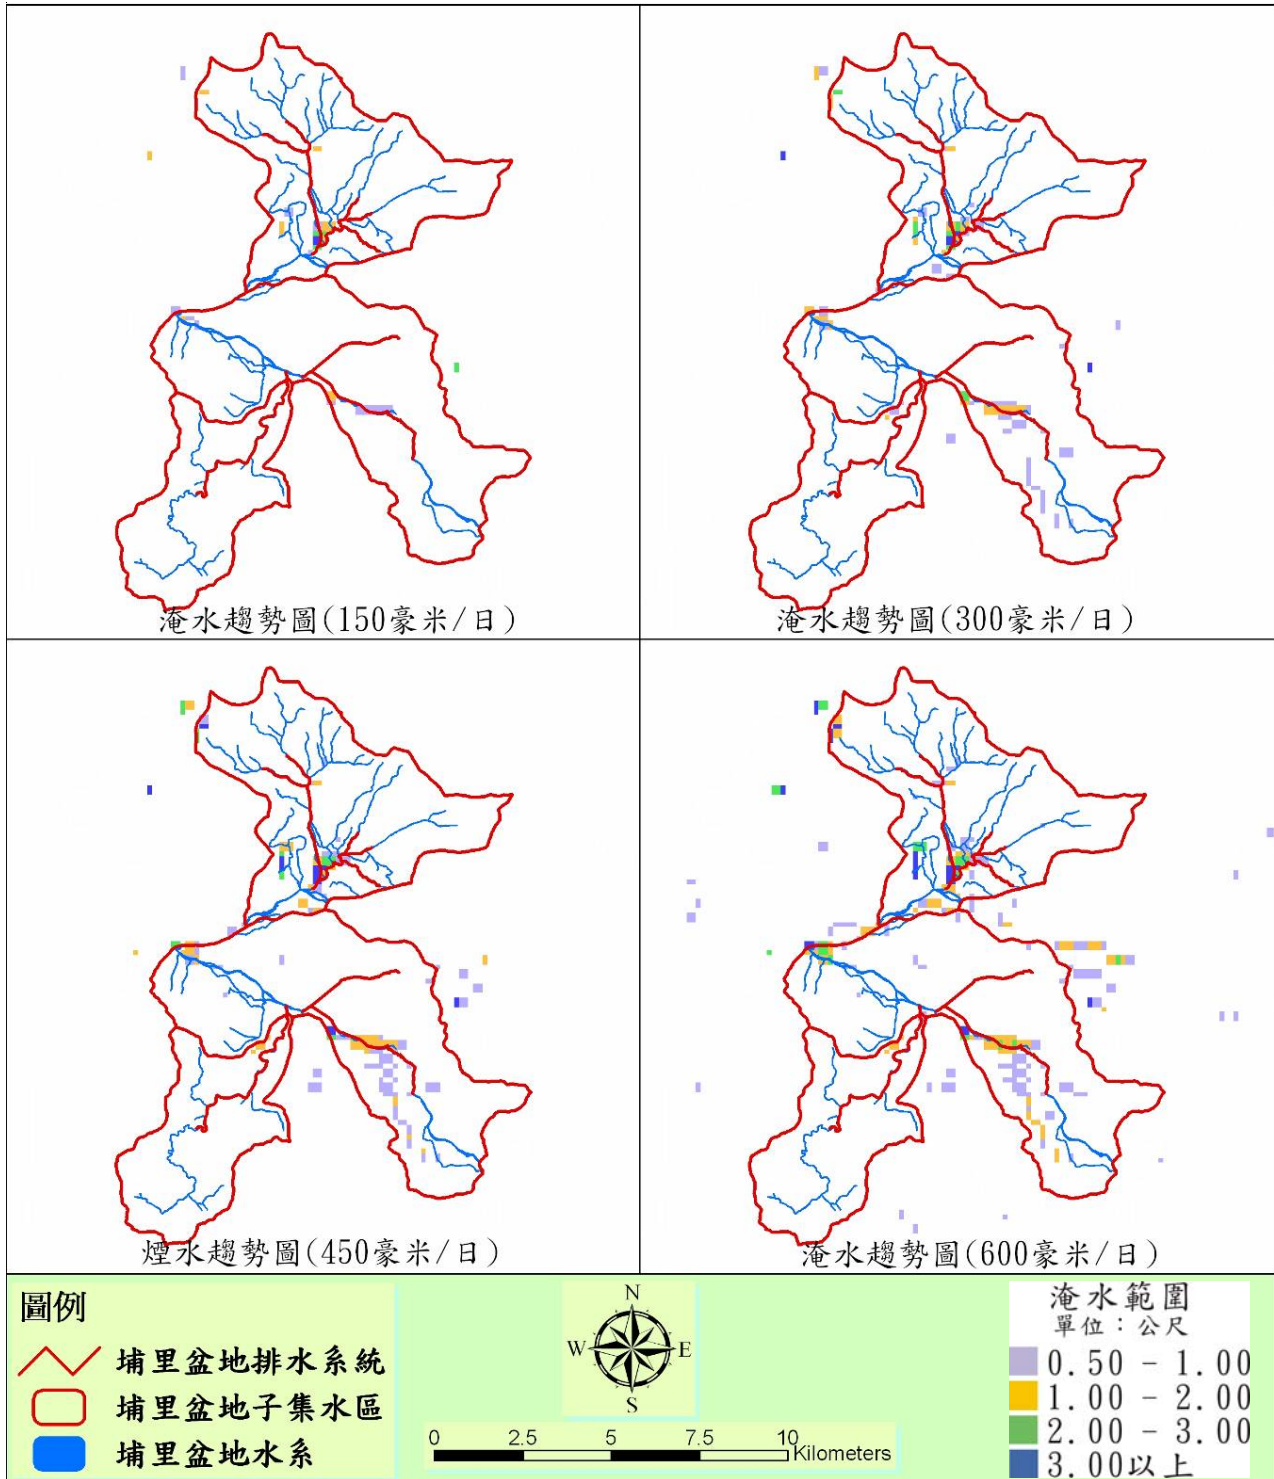 淹水趨勢圖(150豪米/日)
淹水趨勢圖(300豪米/日)
煙水趨勢圖(450豪米/日)
淹水趨勢圖(600豪米/日)
圖例
埔里盆地排水系統
埔里盆地子集水區
埔里盆地水系
N
W E
S
0 2.5 5 7.5 10
Kilometers
淹水範圍
單位：公尺
0.50 - 1.00
1.00 - 2.00
2.00 - 3.00
3.00以上